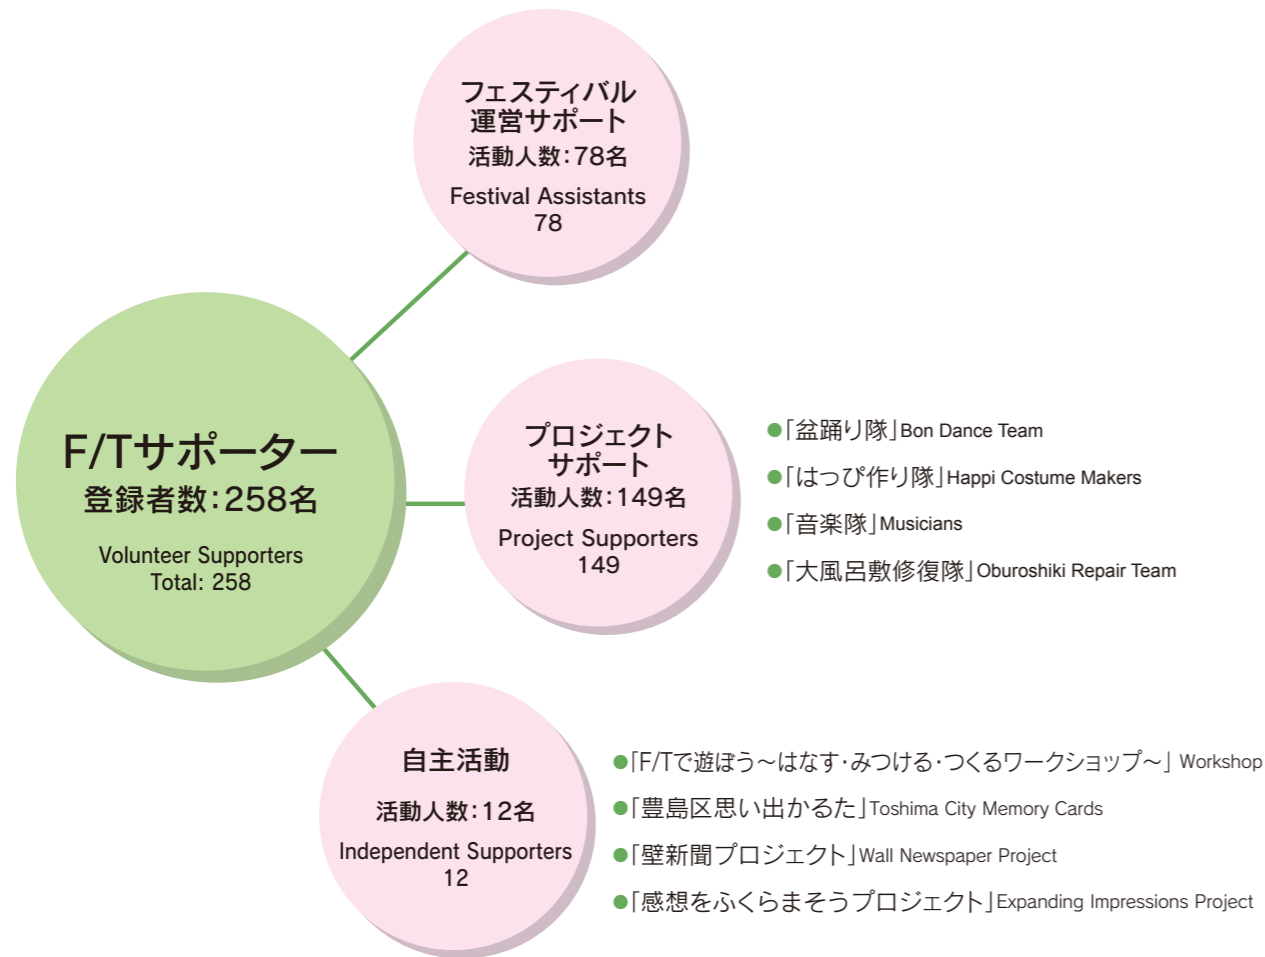 フェスティバル
運営サポート
活動人数:78名
Festival Assistants
78
F/Tサポーター
登録者数:258名
Volunteer Supporters
Total: 258
プロジェクト
サポート
活動人数:149名
Project Supporters
149
●「盆踊り隊」Bon Dance Team
●「はっぴ作り隊」Happi Costume Makers
●「音楽隊」Musicians
●「大風呂敷修復隊」Oburoshiki Repair Team
自主活動
活動人数:12名
Independent Supporters
12
●「F/Tで遊ぼう～はなす・みつける・つくるワークショップ～」 Workshop
●「豊島区思い出かるた」Toshima City Memory Cards
●「壁新聞プロジェクト」Wall Newspaper Project
●「感想をふくらまそうプロジェクト」Expanding Impressions Project